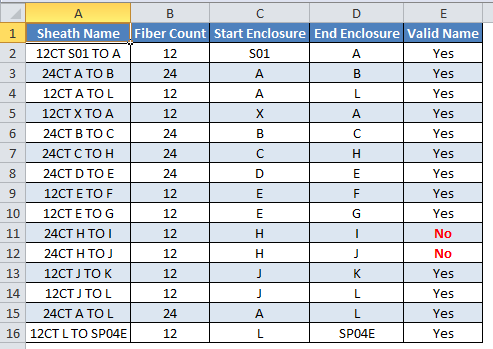 A B C D E
1 Sheath Name Fiber Count Start Enclosure End Enclosure Valid Name
2 12CT S01 TO A 12 S01 A Yes
3 24CT A TO B 24 A B Yes
4 12CT A TO L 12 A L Yes
5 12CT X TO A 12 X A Yes
6 24CT B TO C 24 B C Yes
7 24CT C TO H 24 C H Yes
8 24CT D TO E 24 D E Yes
9 12CT E TO F 12 E F Yes
10 12CT E TO G 12 E G Yes
11 24CT H TO I 12 H I No
12 24CT H TO J 12 H J No
13 12CT J TO K 12 J K Yes
14 12CT J TO L 12 J L Yes
15 24CT A TO L 24 A L Yes
16 12CT L TO SP04E 12 L SP04E Yes